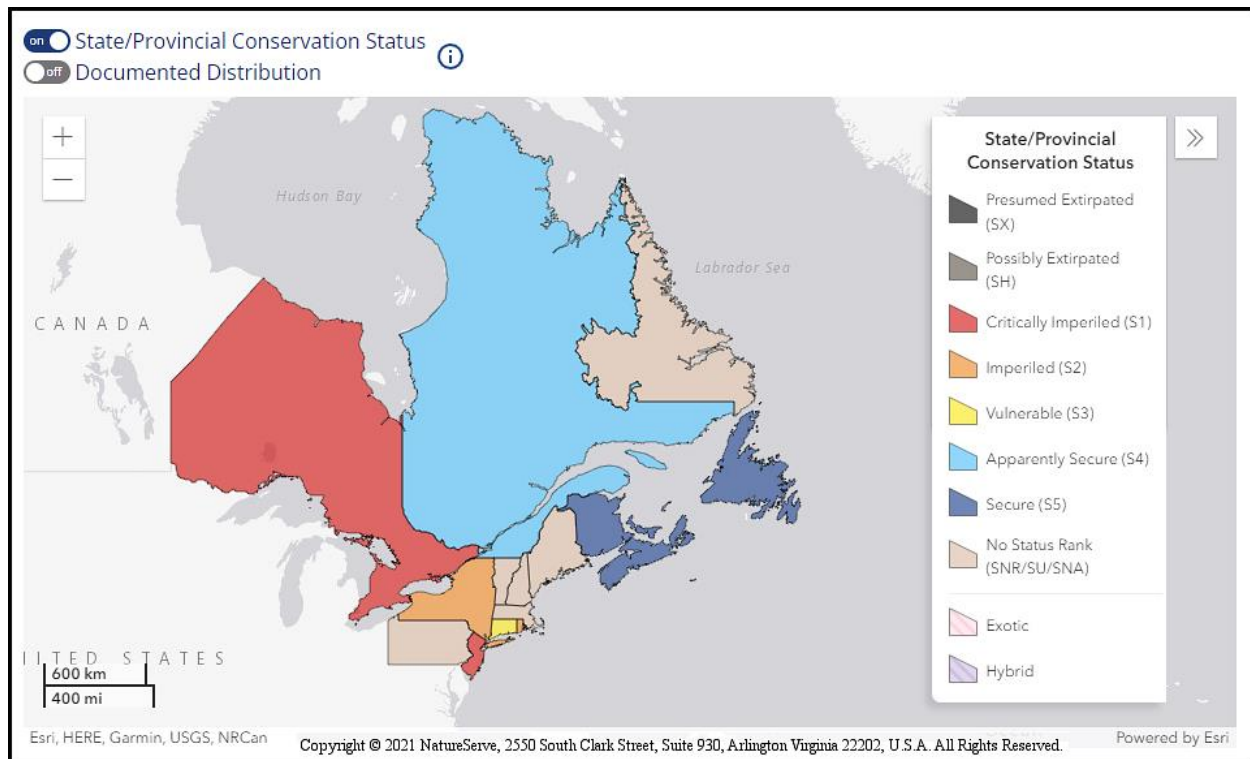 on State/Provincial Conservation Status
off Documented Distribution
+
−
Hudson Bay
Labrador Sea
CANADA
UNITED STATES
600 km
400 mi
State/Provincial
Conservation Status
Presumed Extirpated
(SX)
Possibly Extirpated
(SH)
Critically Imperiled (S1)
Imperiled (S2)
Vulnerable (S3)
Apparently Secure (S4)
Secure (S5)
No Status Rank
(SNR/SU/SNA)
Exotic
Hybrid
Esri, HERE, Garmin, USGS, NRCan
Copyright © 2021 NatureServe, 2550 South Clark Street, Suite 930, Arlington Virginia 22202, U.S.A. All Rights Reserved.
Powered by Esri